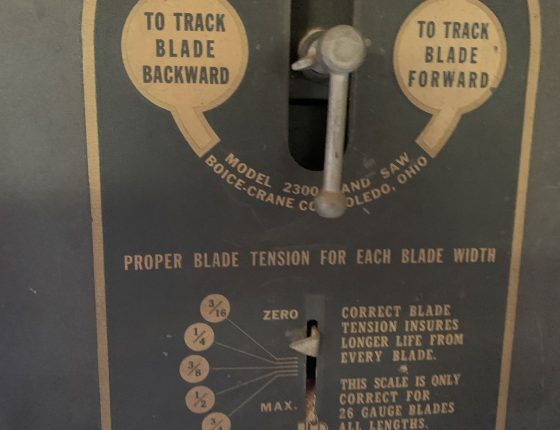 TO TRACK
BLADE
BACKWARD
TO TRACK
BLADE
FORWARD
MODEL 2300 AND SAW
BOICE-CRANE CO OLEDO, OHIO
PROPER BLADE TENSION FOR EACH BLADE WIDTH
3/16
1/4
3/8
1/2
ZERO
MAX.
CORRECT BLADE
TENSION INSURES
LONGER LIFE FROM
EVERY BLADE.
THIS SCALE IS ONLY
CORRECT FOR
26 GAUGE BLADES
ALL LENGTHS.